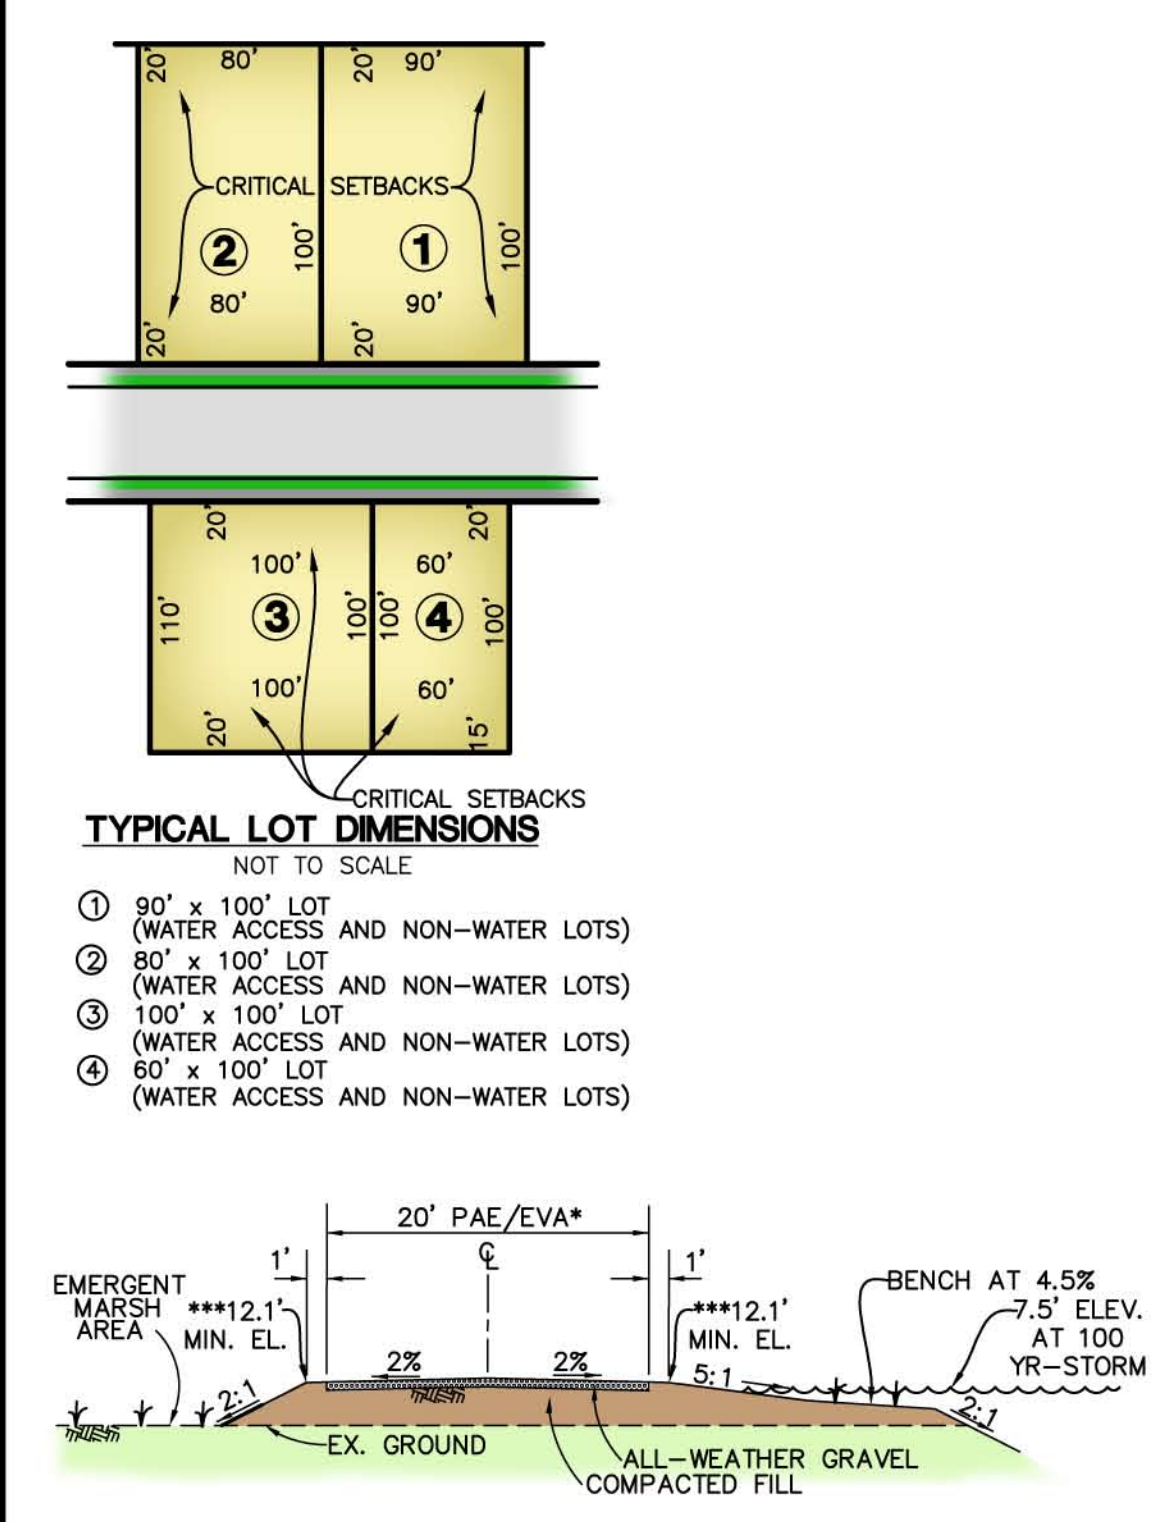 20' 80' 20' 90'
CRITICAL SETBACKS
2 100' 1 100'
80' 90'
20' 20'
20' 20'
100' 60'
110' 3 100' 100' 4 100'
100' 60'
20' 15'
CRITICAL SETBACKS
TYPICAL LOT DIMENSIONS
NOT TO SCALE
1 90' x 100' LOT
(WATER ACCESS AND NON-WATER LOTS)
2 80' x 100' LOT
(WATER ACCESS AND NON-WATER LOTS)
3 100' x 100' LOT
(WATER ACCESS AND NON-WATER LOTS)
4 60' x 100' LOT
(WATER ACCESS AND NON-WATER LOTS)
20' PAE/EVA*
1' ℄ 1'
EMERGENT
MARSH
AREA
***12.1'
MIN. EL.
***12.1'
MIN. EL.
BENCH AT 4.5%
7.5' ELEV.
AT 100
YR-STORM
2:1 2% 2% 5:1 2:1
EX. GROUND
ALL-WEATHER GRAVEL
COMPACTED FILL